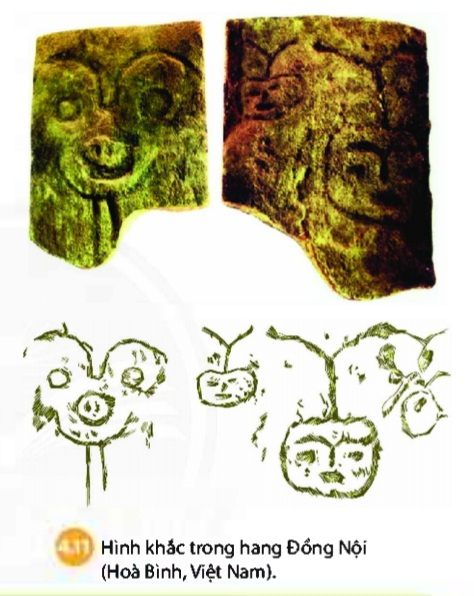 4.11 Hình khắc trong hang Đồng Nội
(Hoà Bình, Việt Nam).